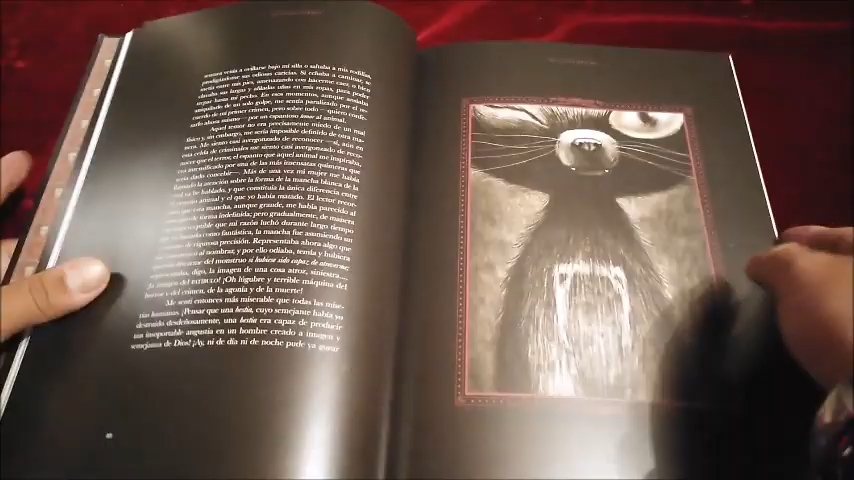 semanera venía a ovillarse bajo mi silla o saltaba a mis rodillas,
prodigándome sus odiosas caricias. Si echaba a caminar, se
metía entre mis pies, amenazando con hacerme caer, o bien
clavaba sus largas y afiladas uñas en mis ropas, para poder
trepar hasta mi pecho. En esos momentos, aunque ansiaba
aniquilarlo de un solo golpe, me sentía paralizado por el re-
cuerdo de mi primer crimen, pero sobre todo —quiero confe-
sarlo ahora mismo— por un espantoso temor al animal.
Aquel temor no era precisamente miedo de un mal
físico y, sin embargo, me sería imposible definirlo de otra ma-
nera. Me siento casi avergonzado de reconocer —sí, aún en
esta celda de criminales me siento casi avergonzado de reco-
nocer que el terror, el espanto que aquel animal me inspiraba,
era intensificado por una de las más insensatas quimeras que
sería dado concebir—. Más de una vez mi mujer me había
llamado la atención sobre la forma de la mancha blanca de la
cual ya he hablado, y que constituía la única diferencia entre
el extraño animal y el que yo había matado. El lector recor-
dará que esta mancha, aunque grande, me había parecido al
principio de forma indefinida; pero gradualmente, de manera
tan imperceptible que mi razón luchó durante largo tiempo
por rechazarla como fantástica, la mancha fue asumiendo un
contorno de rigurosa precisión. Representaba ahora algo que
me estremezco al nombrar, y por ello odiaba, temía y hubiera
querido librarme del monstruo si hubiese sido capaz de atreverme;
representaba, digo, la imagen de una cosa atroz, siniestra...,
¡la imagen del PATÍBULO! ¡Oh lúgubre y terrible máquina del
horror y del crimen, de la agonía y de la muerte!
Me sentí entonces más miserable que todas las mise-
rias humanas. ¡Pensar que una bestia, cuyo semejante había yo
destruido desdeñosamente, una bestia era capaz de producir
tan insoportable angustia en un hombre creado a imagen y
semejanza de Dios! ¡Ay, ni de día ni de noche pude ya gozar